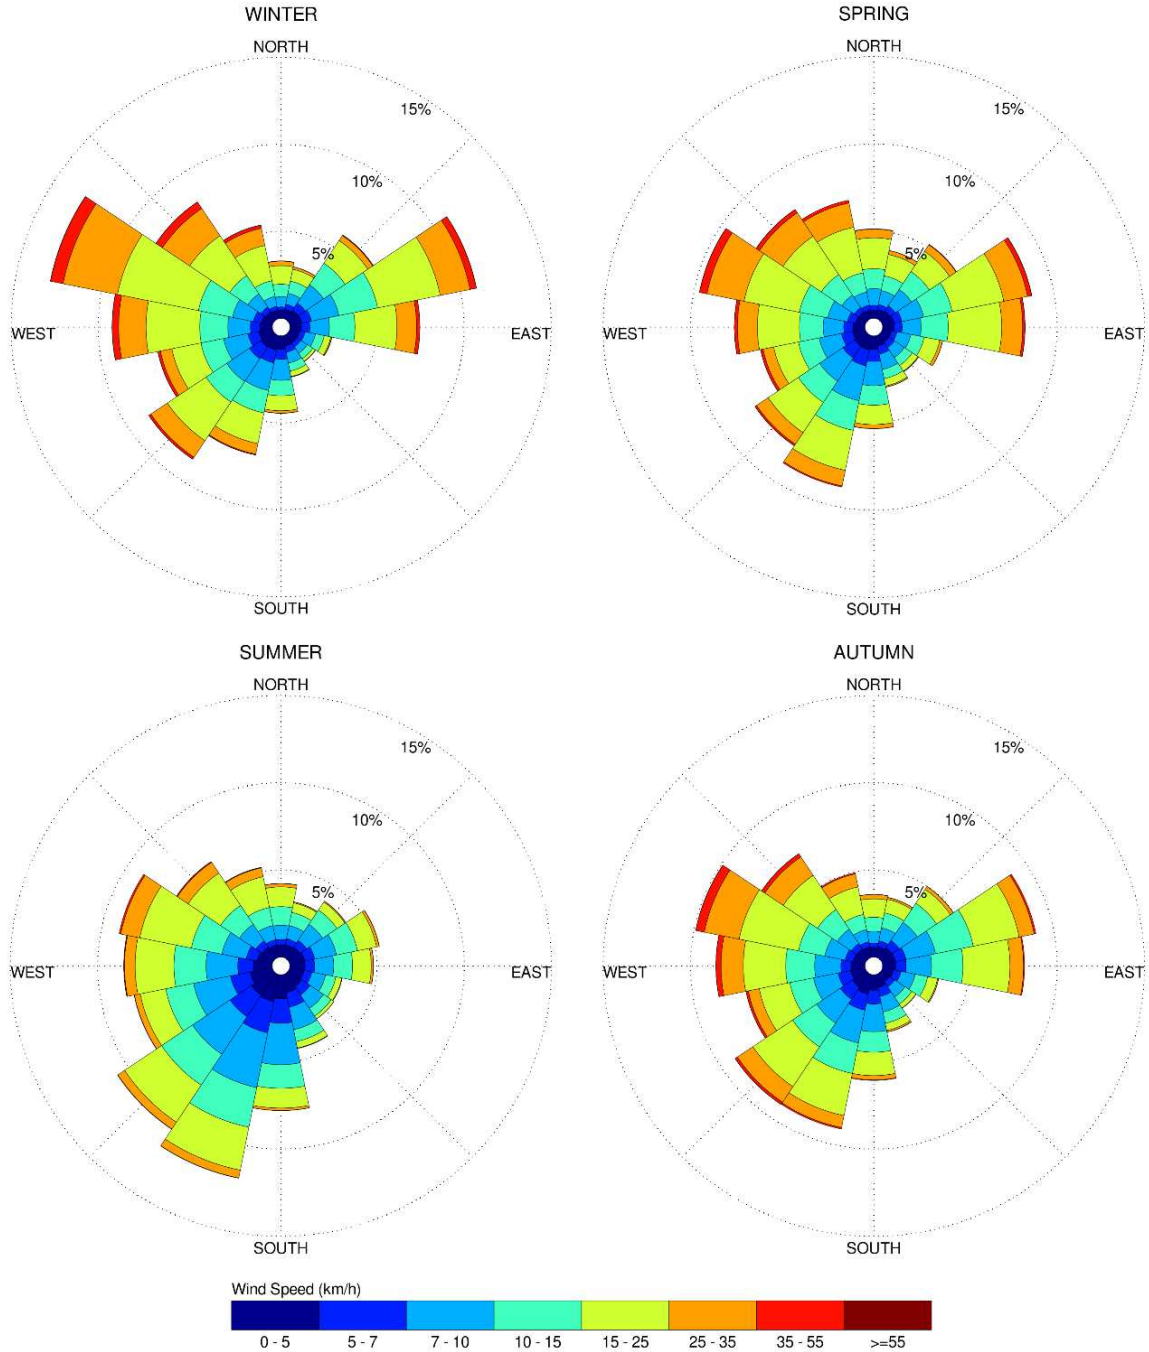 WINTER
NORTH
15%
10%
5%
WEST
EAST
SOUTH
SPRING
NORTH
15%
10%
5%
WEST
EAST
SOUTH
SUMMER
NORTH
15%
10%
5%
WEST
EAST
SOUTH
AUTUMN
NORTH
15%
10%
5%
WEST
EAST
SOUTH
Wind Speed (km/h)
0 - 5 5 - 7 7 - 10 10 - 15 15 - 25 25 - 35 35 - 55 >=55